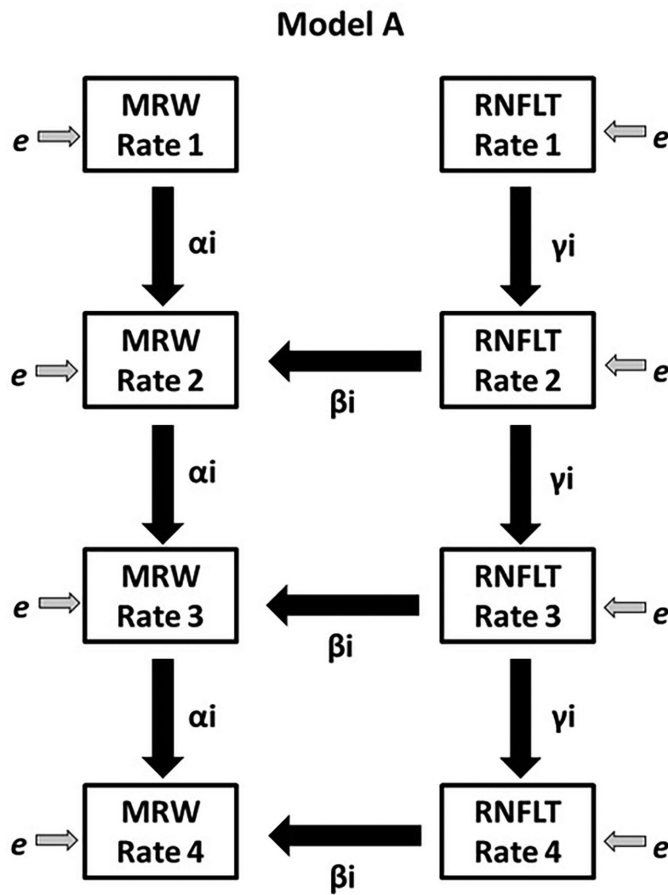 Model A
MRW
Rate 1
RNFLT
Rate 1
e
e
αi
γi
MRW
Rate 2
RNFLT
Rate 2
e
e
βi
αi
γi
MRW
Rate 3
RNFLT
Rate 3
e
e
βi
αi
γi
MRW
Rate 4
RNFLT
Rate 4
e
e
βi